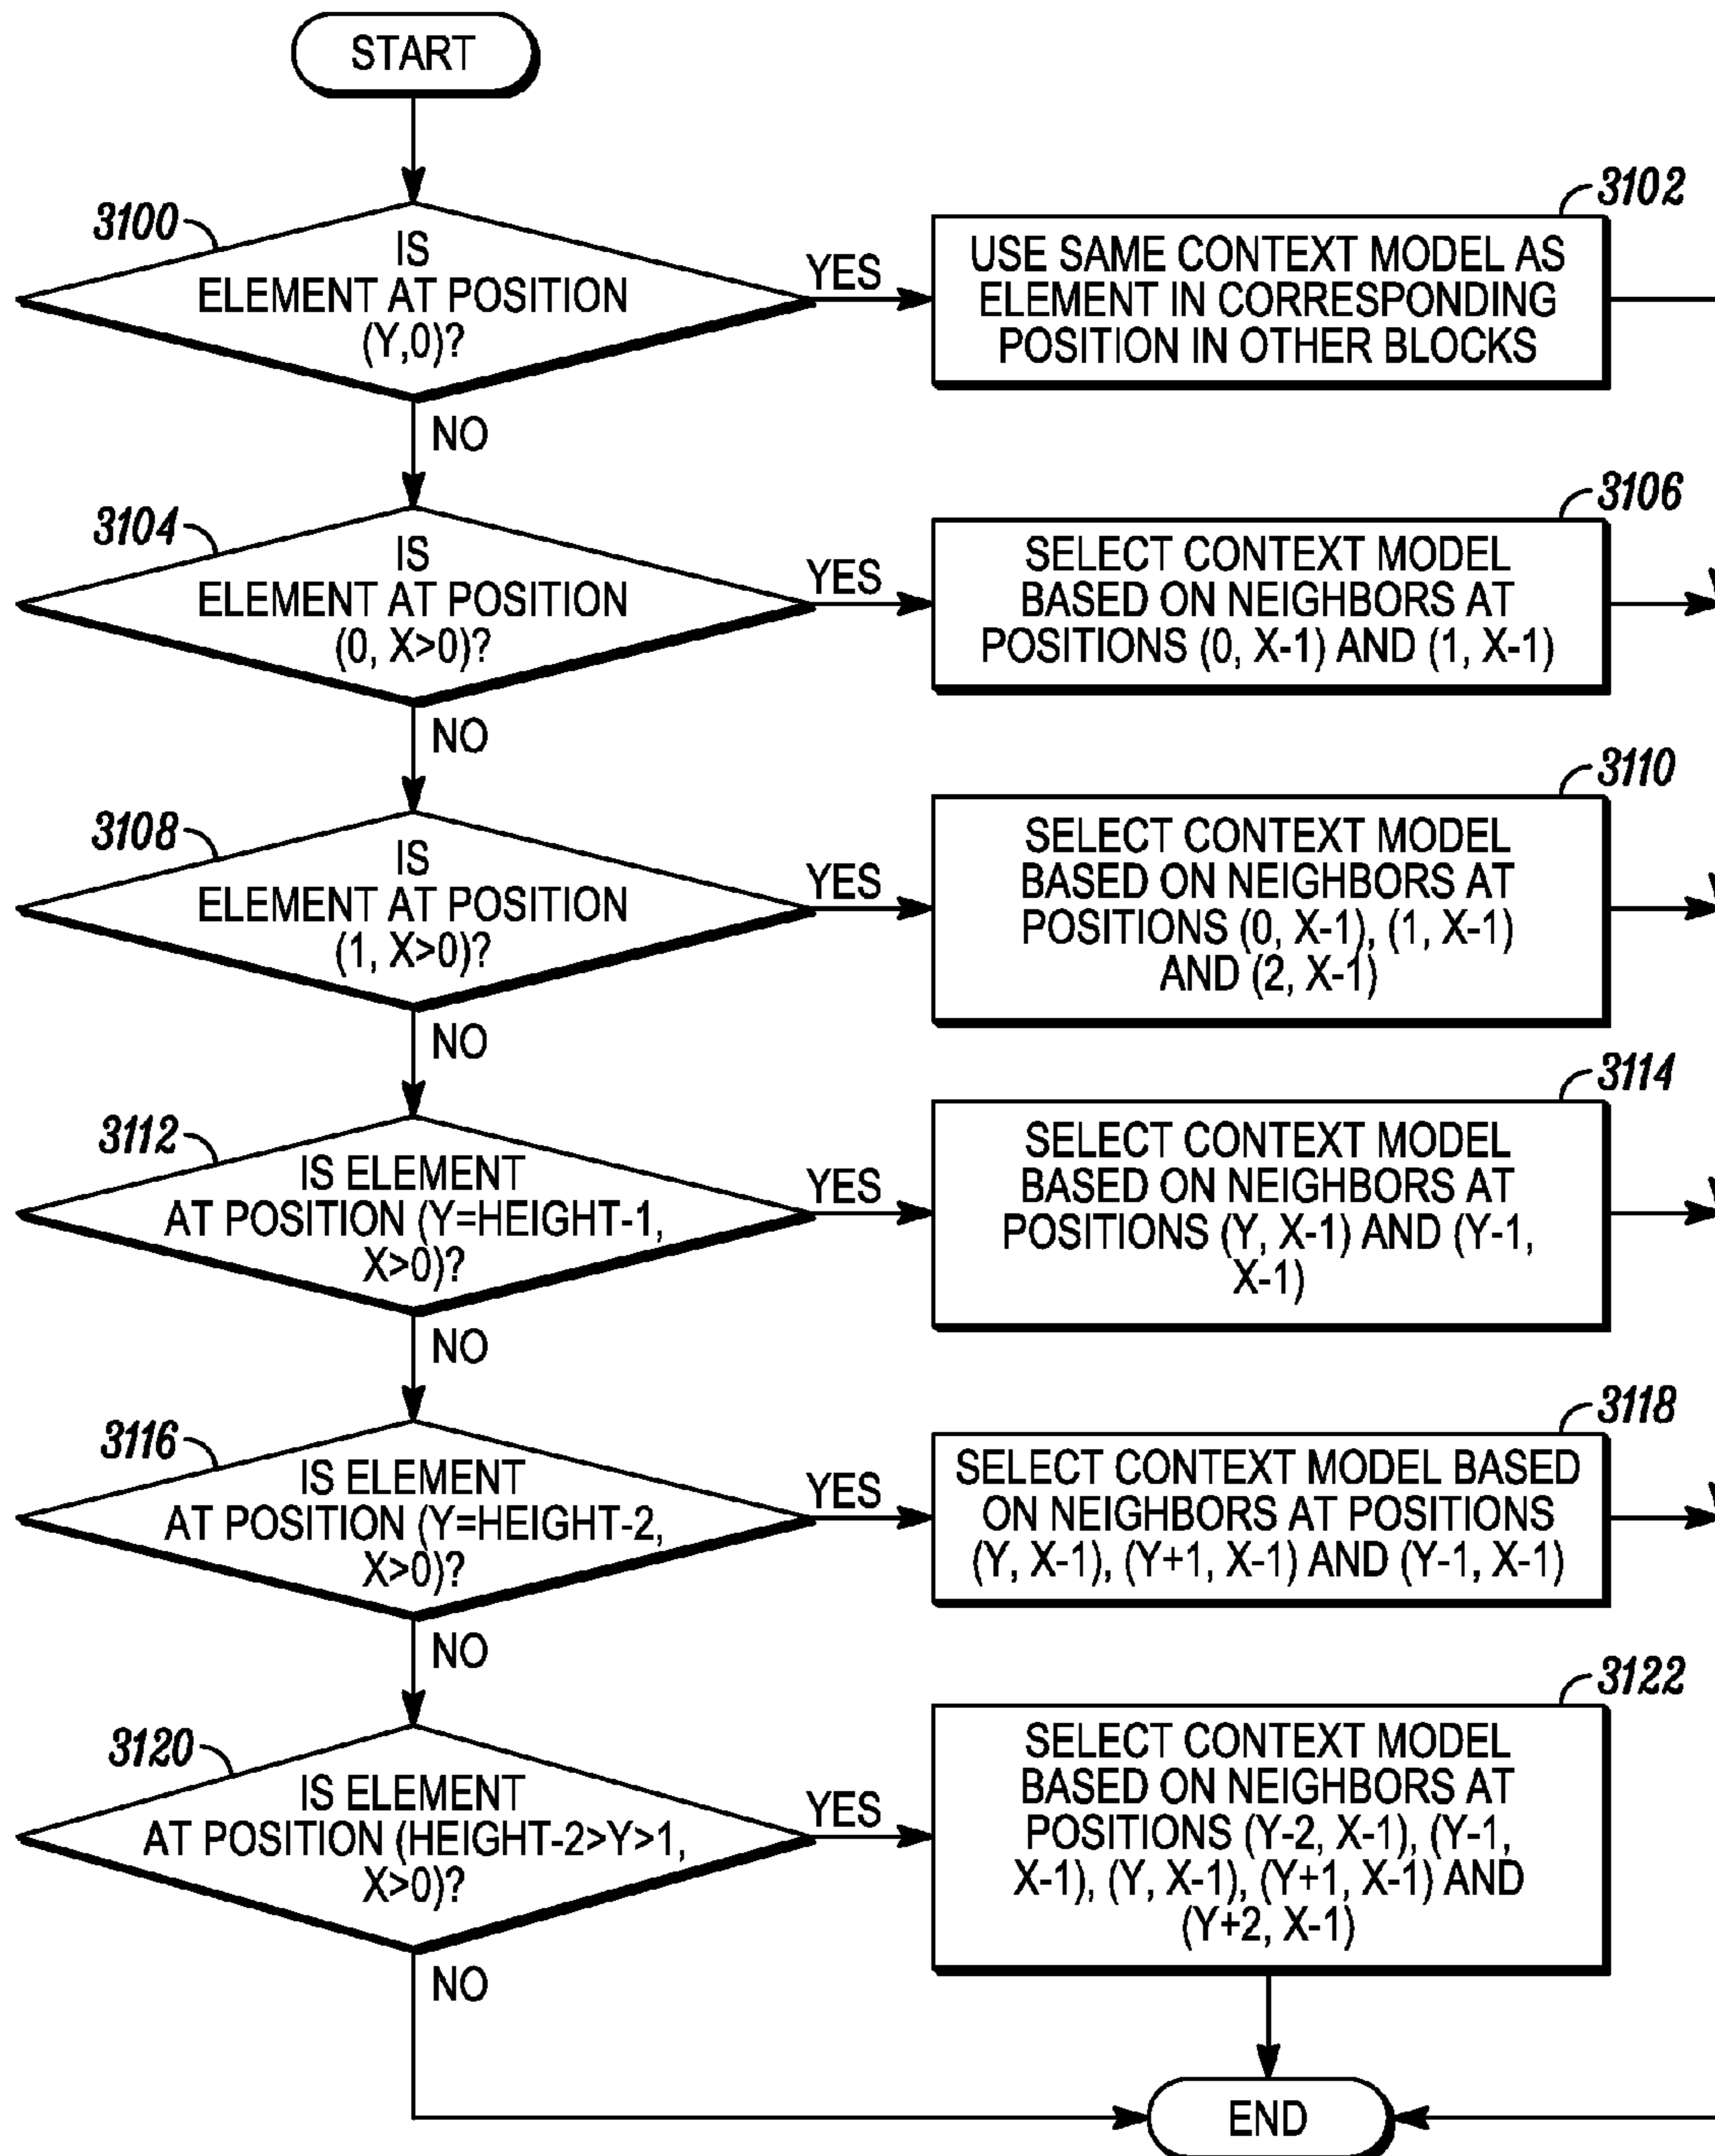 START
3100
IS
ELEMENT AT POSITION
(Y,0)?
YES
3102
USE SAME CONTEXT MODEL AS
ELEMENT IN CORRESPONDING
POSITION IN OTHER BLOCKS
NO
3104
IS
ELEMENT AT POSITION
(0, X>0)?
YES
3106
SELECT CONTEXT MODEL
BASED ON NEIGHBORS AT
POSITIONS (0, X-1) AND (1, X-1)
NO
3108
IS
ELEMENT AT POSITION
(1, X>0)?
YES
3110
SELECT CONTEXT MODEL
BASED ON NEIGHBORS AT
POSITIONS (0, X-1), (1, X-1)
AND (2, X-1)
NO
3112
IS ELEMENT
AT POSITION (Y=HEIGHT-1,
X>0)?
YES
3114
SELECT CONTEXT MODEL
BASED ON NEIGHBORS AT
POSITIONS (Y, X-1) AND (Y-1,
X-1)
NO
3116
IS ELEMENT
AT POSITION (Y=HEIGHT-2,
X>0)?
YES
3118
SELECT CONTEXT MODEL BASED
ON NEIGHBORS AT POSITIONS
(Y, X-1), (Y+1, X-1) AND (Y-1, X-1)
NO
3120
IS ELEMENT
AT POSITION (HEIGHT-2>Y>1,
X>0)?
YES
3122
SELECT CONTEXT MODEL
BASED ON NEIGHBORS AT
POSITIONS (Y-2, X-1), (Y-1,
X-1), (Y, X-1), (Y+1, X-1) AND
(Y+2, X-1)
NO
END